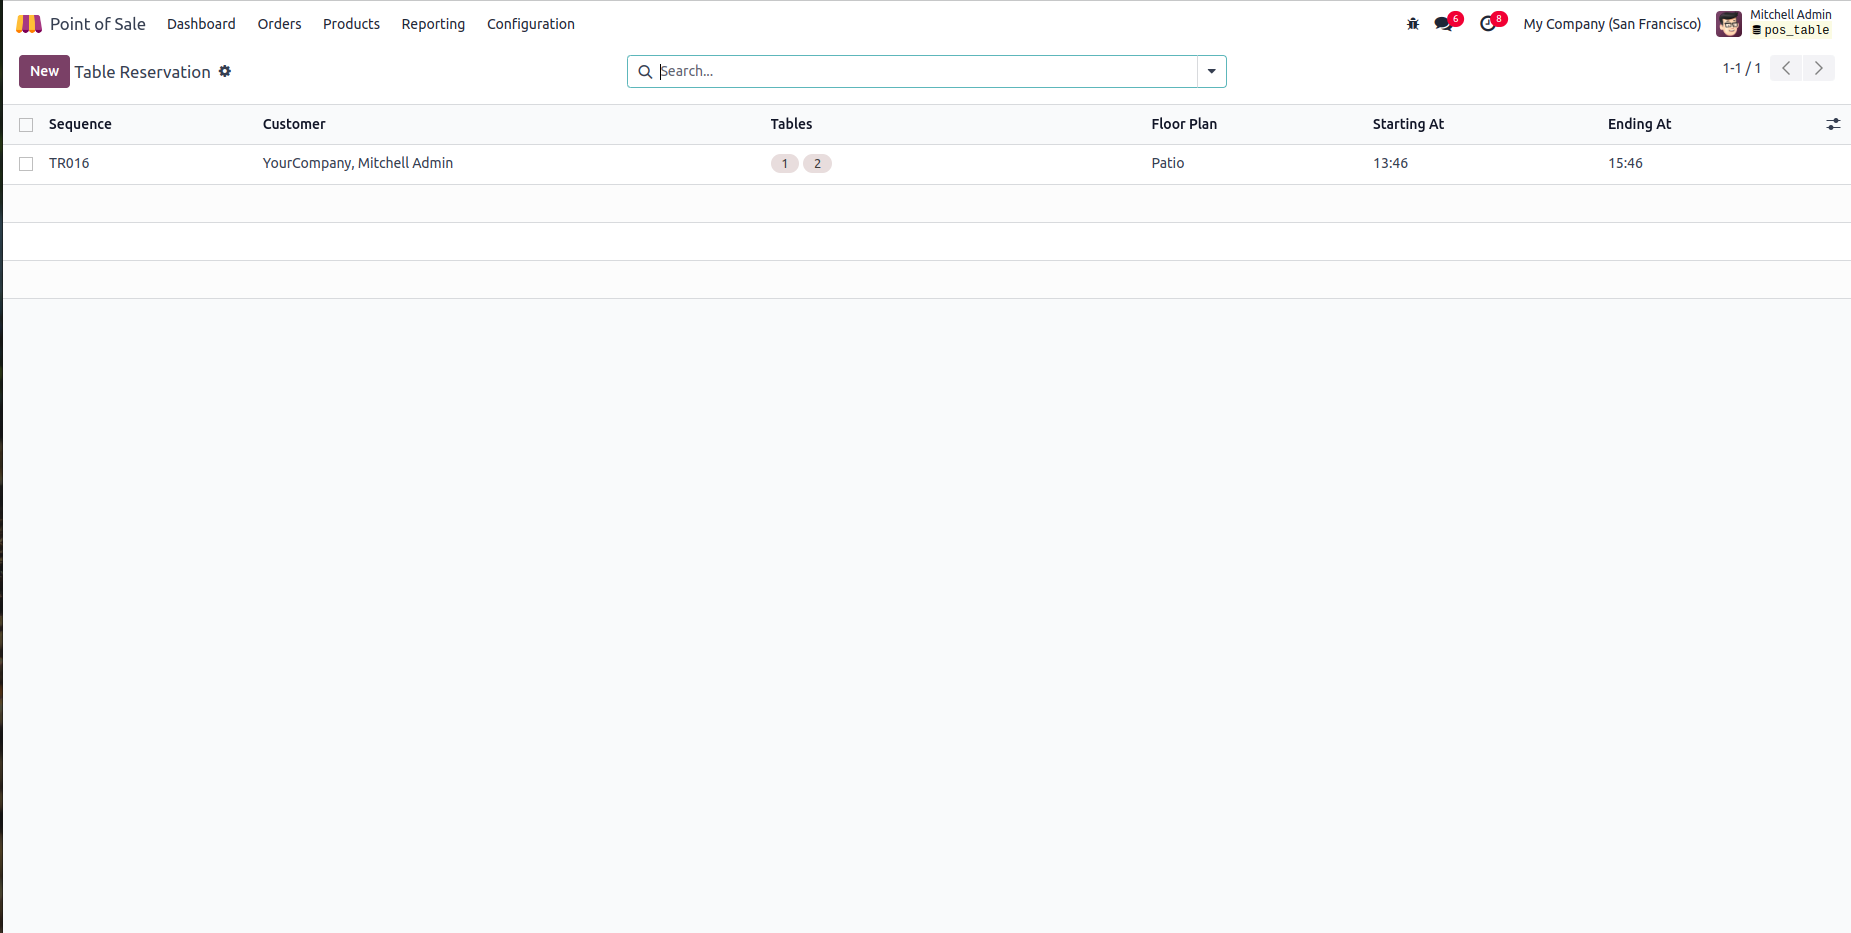 Point of Sale Dashboard Orders Products Reporting Configuration 6 8 My Company (San Francisco) Mitchell Admin
pos_table
New Table Reservation Search... 1-1 / 1
Sequence Customer Tables Floor Plan Starting At Ending At
TR016 YourCompany, Mitchell Admin 1 2 Patio 13:46 15:46